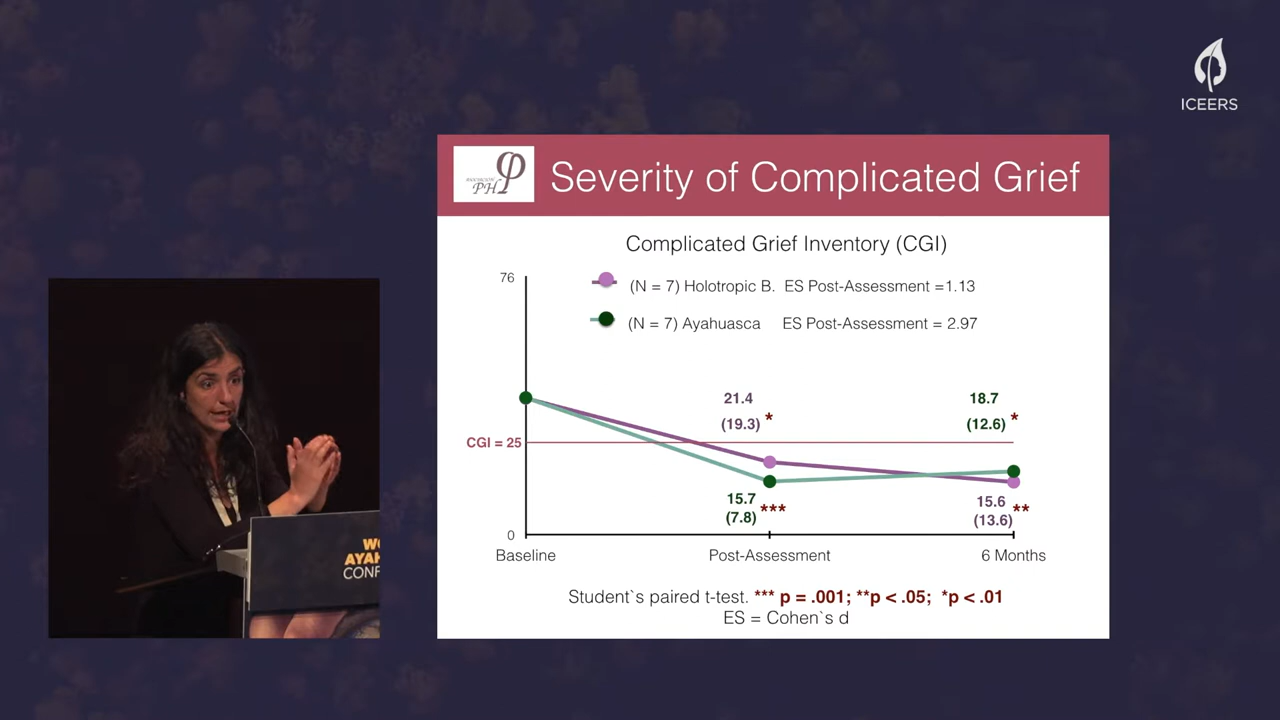 ICEERS
PH
Severity of Complicated Grief
Complicated Grief Inventory (CGI)
76
(N = 7) Holotropic B. ES Post-Assessment =1.13
(N = 7) Ayahuasca ES Post-Assessment = 2.97
21.4
(19.3) *
18.7
(12.6) *
CGI = 25
15.7
(7.8) ***
15.6
(13.6) **
0
Baseline
Post-Assessment
6 Months
Student`s paired t-test. *** p = .001; **p < .05; *p < .01
ES = Cohen`s d